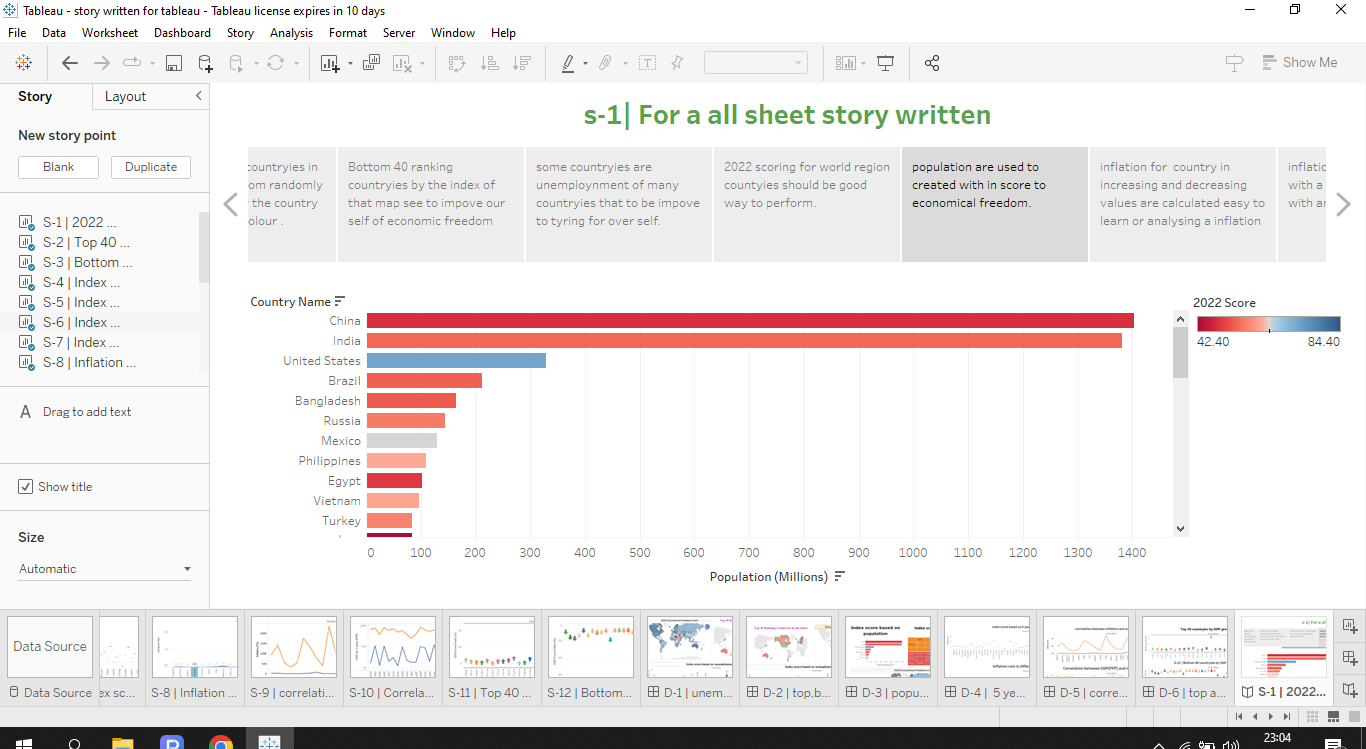 Tableau - story written for tableau - Tableau license expires in 10 days
File Data Worksheet Dashboard Story Analysis Format Server Window Help
Show Me
Story
Layout
New story point
Blank
Duplicate
S-1 | 2022 ...
S-2 | Top 40 ...
S-3 | Bottom ...
S-4 | Index ...
S-5 | Index ...
S-6 | Index ...
S-7 | Index ...
S-8 | Inflation ...
A Drag to add text
Show title
Size
Automatic
s-1| For a all sheet story written
countryies in
om randomly
the country
olour .
Bottom 40 ranking
countryies by the index of
that map see to impove our
self of economic freedom
some countryies are
unemployment of many
countries that to be impove
to tyring for over self.
2022 scoring for world region
countyies should be good
way to perform.
population are used to
created with in score to
economical freedom.
inflation for country in
increasing and decreasing
values are calculated easy to
learn or analysing a inflation
inflatio
with a
with ar
Country Name
China
India
United States
Brazil
Bangladesh
Russia
Mexico
Philippines
Egypt
Vietnam
Turkey
0 100 200 300 400 500 600 700 800 900 1000 1100 1200 1300 1400
Population (Millions)
2022 Score
42.40 84.40
Data Source
Index score based on
population
Data Source
ex sc...
S-8 | Inflation ...
S-9 | correlati...
S-10 | Correla...
S-11 | Top 40 ...
S-12 | Bottom...
D-1 | unem...
D-2 | top,b...
D-3 | popu...
D-4 | 5 ye...
D-5 | corre...
D-6 | top a...
S-1 | 2022...
23:04